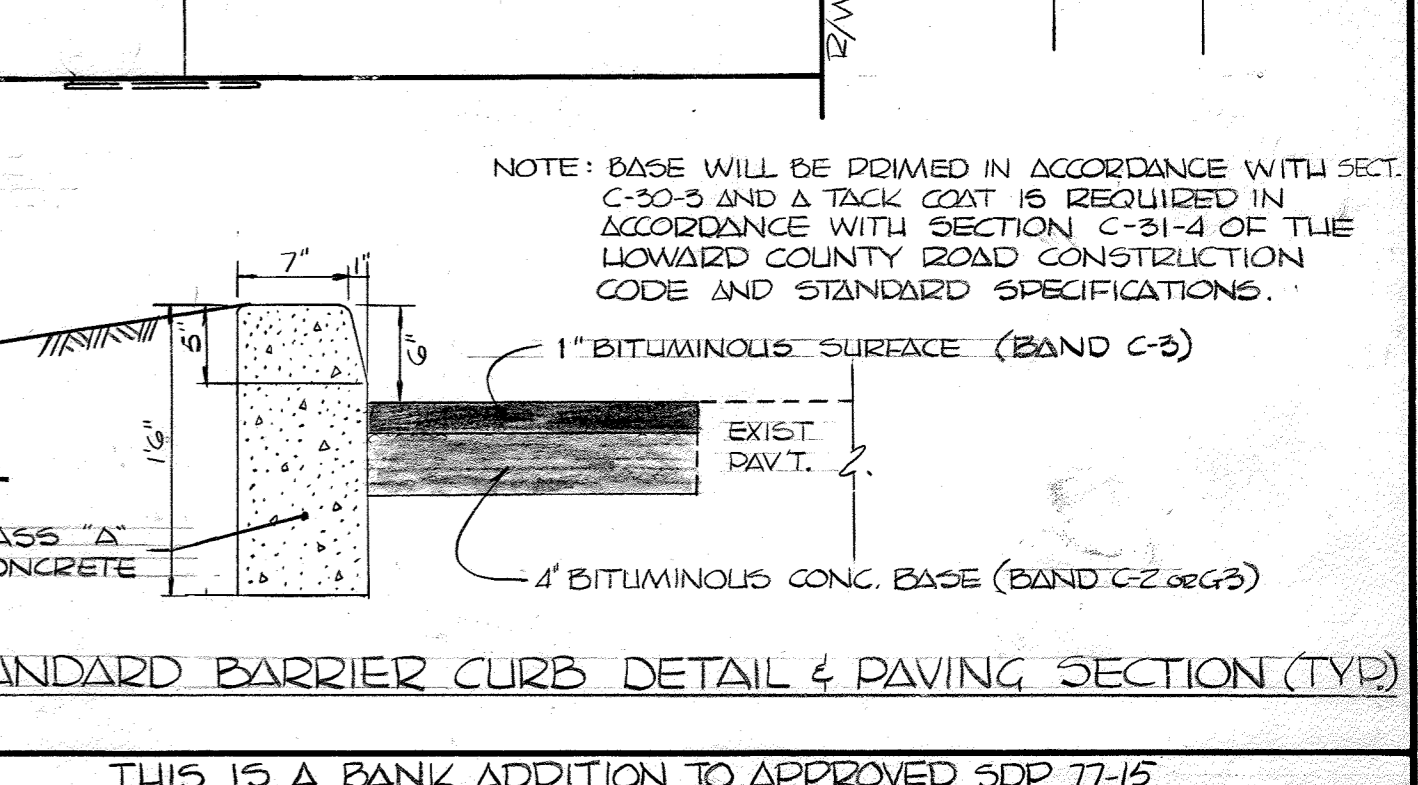 R/W
NOTE: BASE WILL BE PRIMED IN ACCORDANCE WITH SECT.
C-30-3 AND A TACK COAT IS REQUIRED IN
ACCORDANCE WITH SECTION C-31-4 OF THE
HOWARD COUNTY ROAD CONSTRUCTION
CODE AND STANDARD SPECIFICATIONS.
7" 1"
5"
6"
1'6"
1" BITUMINOUS SURFACE (BAND C-3)
EXIST
PAV'T.
ASS "A"
ONCRETE
4" BITUMINOUS CONC. BASE (BAND C-2 OR C-3)
ANDARD BARRIER CURB DETAIL & PAVING SECTION (TYP.)
THIS IS A BANK ADDITION TO APPROVED SDP 77-15